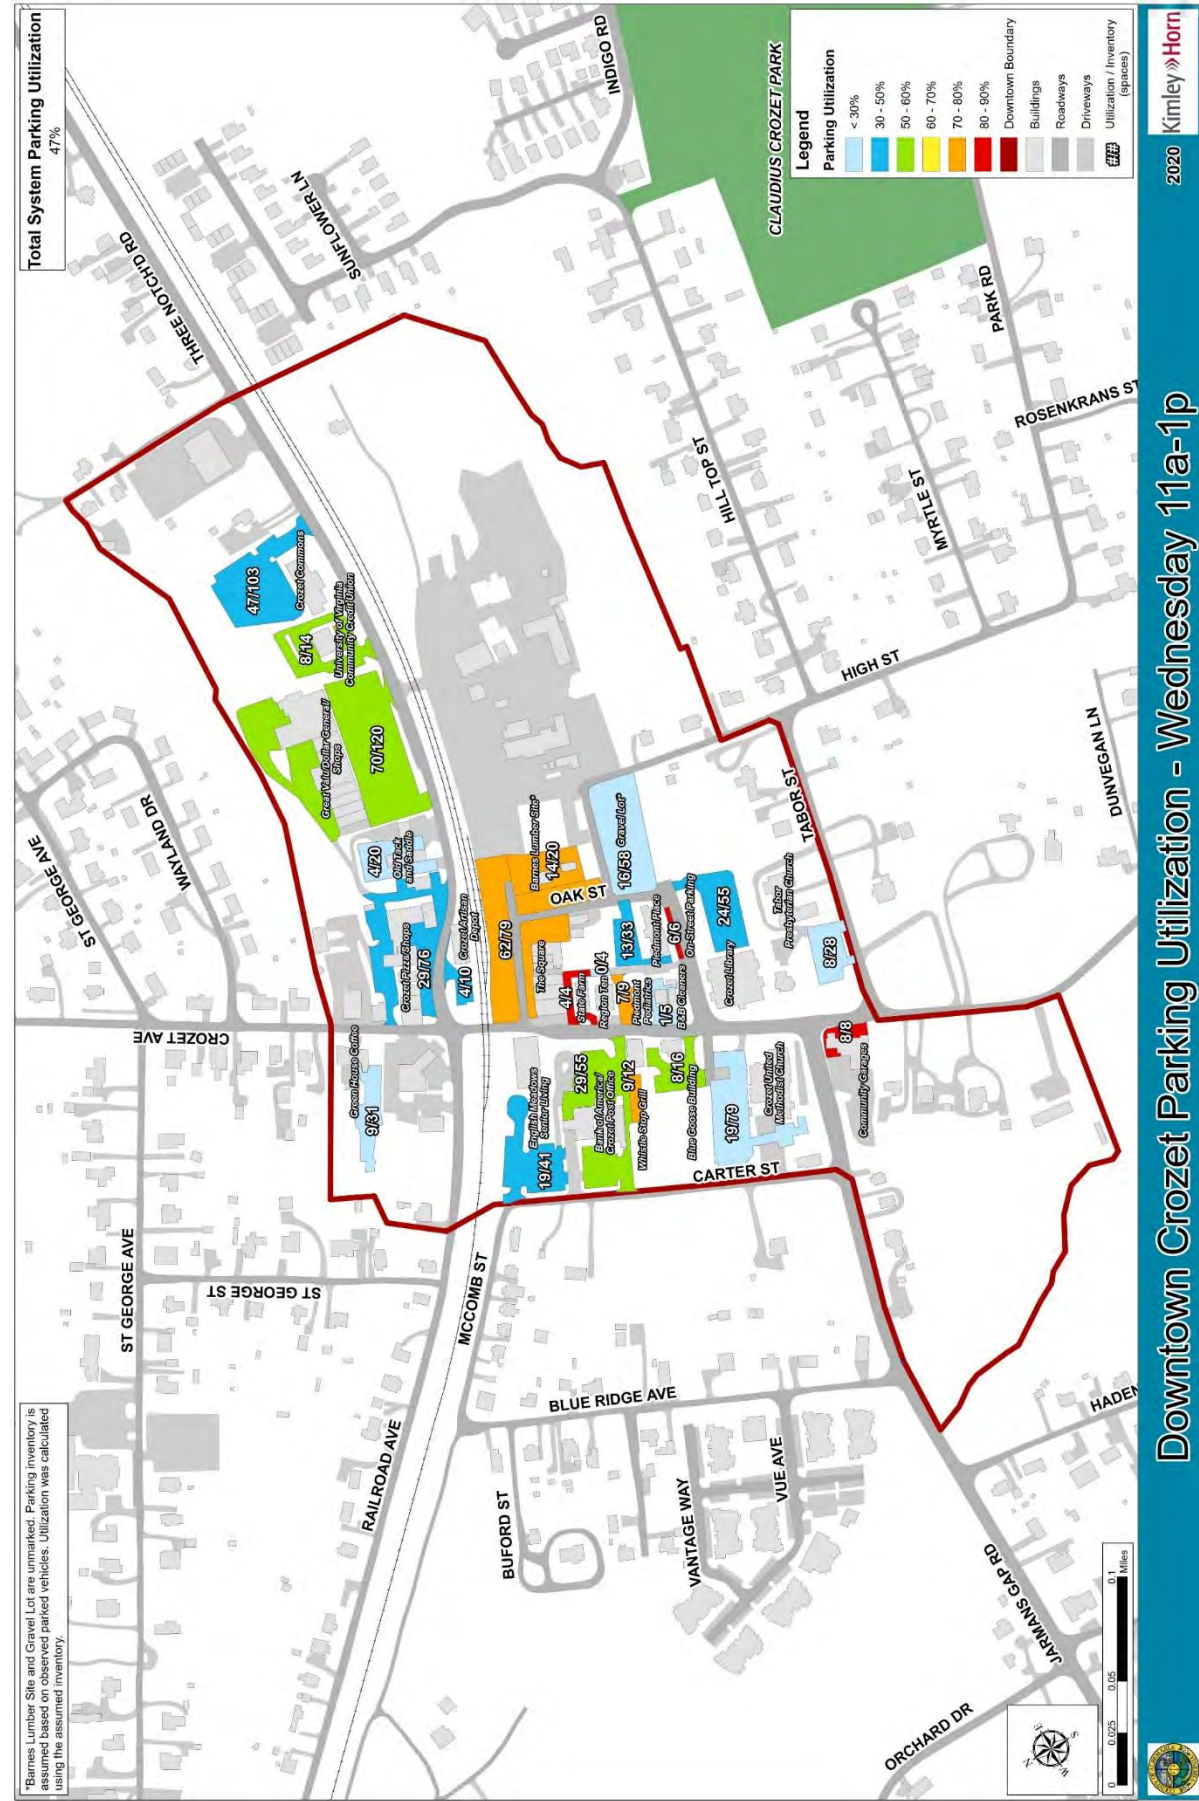 Total System Parking Utilization
47%
*Barnes Lumber Site and Gravel Lot are unmarked. Parking inventory is
assumed based on observed parked vehicles. Utilization was calculated
using the assumed inventory.
THREE NOTCH'D RD
SUNFLOWER LN
INDIGO RD
CLAUDIUS CROZET PARK
Legend
Parking Utilization
< 30%
30 - 50%
50 - 60%
60 - 70%
70 - 80%
80 - 90%
Downtown Boundary
Buildings
Roadways
Driveways
#/# Utilization / Inventory
(spaces)
ST GEORGE AVE
WAYLAND DR
CROZET AVE
ST GEORGE AVE
ST GEORGE ST
RAILROAD AVE
MCCOMB ST
BUFORD ST
BLUE RIDGE AVE
VANTAGE WAY
VUE AVE
CARTER ST
OAK ST
TABOR ST
HIGH ST
HILL TOP ST
MYRTLE ST
PARK RD
ROSENKRANS ST
DUNVEGAN LN
HADEN
JARMANS GAP RD
ORCHARD DR
47/103
Crozet Commons
8/14
University of Virginia
Community Credit Union
Great Valu/Dollar General/
Shops
70/120
4/20
Old Tack
and Saddle
Crozet Pizza/Shops
29/76
4/10
Crozet Artisan
Depot
Green House Coffee
9/31
62/79
Barnes Lumber Site*
14/20
16/58
Gravel Lot*
The Square
4/4
State Farm
Region Ten 0/4
7/9
Piedmont
Pediatrics
13/33
Piedmont Place
6/6
On-Street Parking
1/5
B&B Cleaners
24/55
Crozet Library
Tabor
Presbyterian Church
8/28
English Meadows
Senior Living
19/41
29/55
Bank of America/
Crozet Post Office
9/12
Whistle Stop Grill
8/16
Blue Goose Building
19/79
Crozet United
Methodist Church
8/8
Community Garages
N
E
S
W
0
0.025
0.05
0.1
Miles
Downtown Crozet Parking Utilization - Wednesday 11a-1p
2020
Kimley»Horn